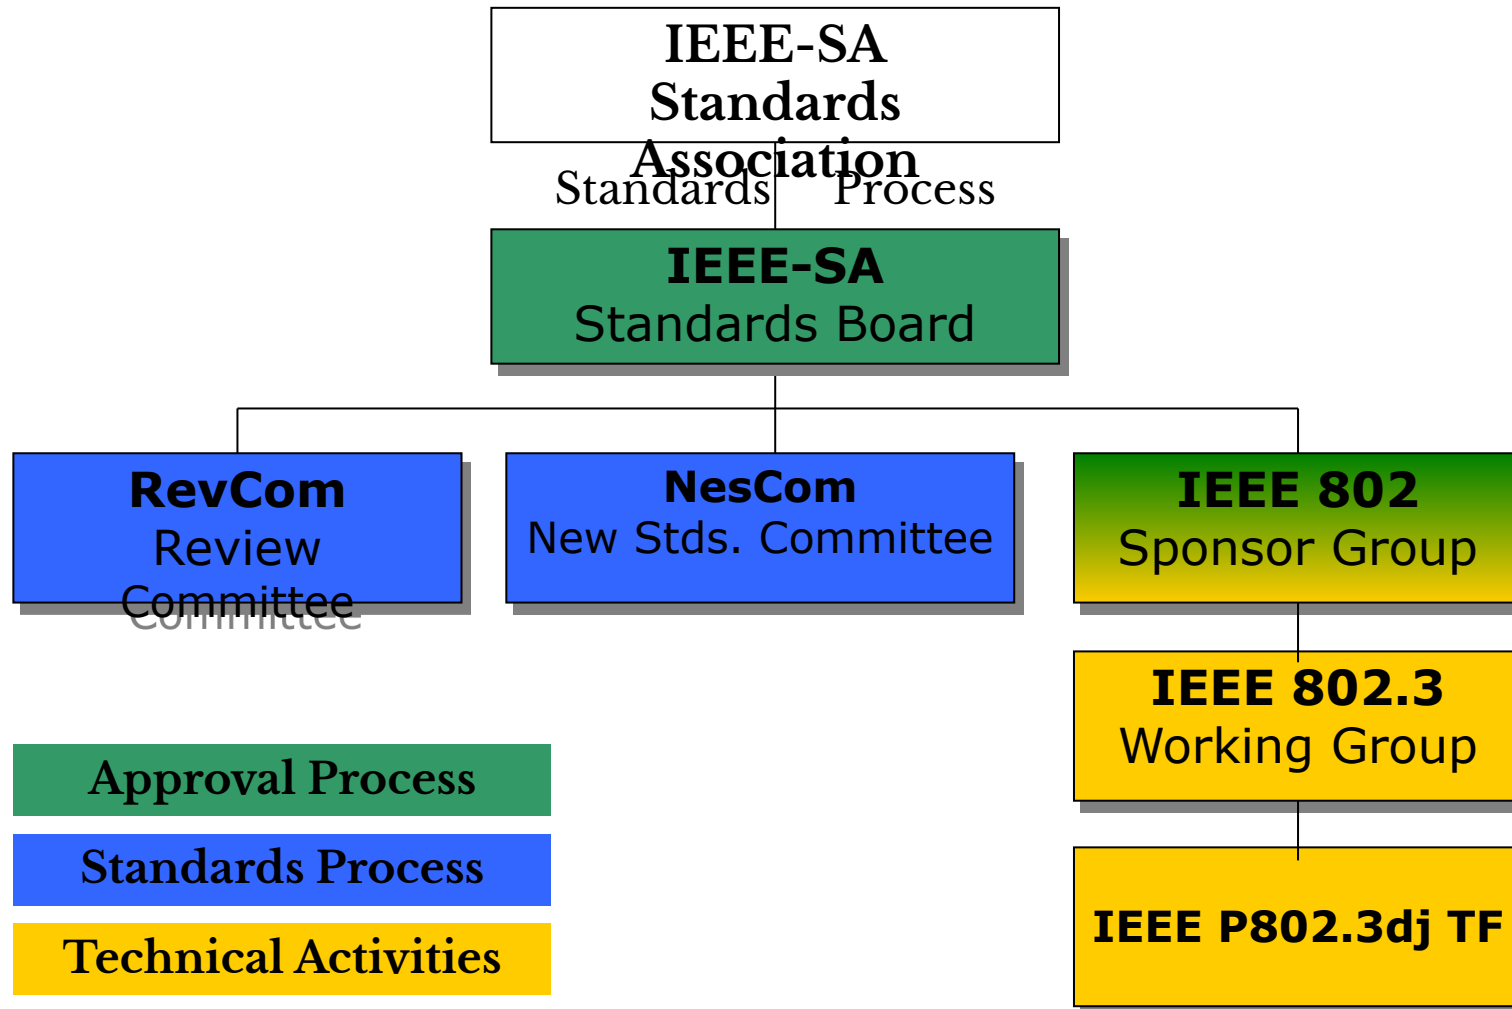 IEEE-SA
Standards
Association
Standards Process
IEEE-SA
Standards Board
RevCom
Review
Committee
NesCom
New Stds. Committee
IEEE 802
Sponsor Group
IEEE 802.3
Working Group
IEEE P802.3dj TF
Approval Process
Standards Process
Technical Activities